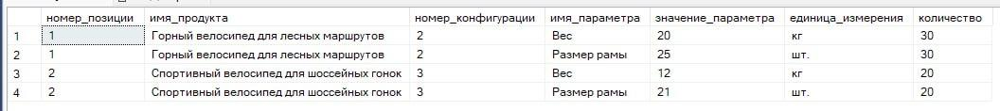 номер_позиции имя_продукта номер_конфигурации имя_параметра значение_параметра единица_измерения количество
1 1 Горный велосипед для лесных маршрутов 2 Вес 20 кг 30
2 1 Горный велосипед для лесных маршрутов 2 Размер рамы 25 шт. 30
3 2 Спортивный велосипед для шоссейных гонок 3 Вес 12 кг 20
4 2 Спортивный велосипед для шоссейных гонок 3 Размер рамы 21 шт. 20